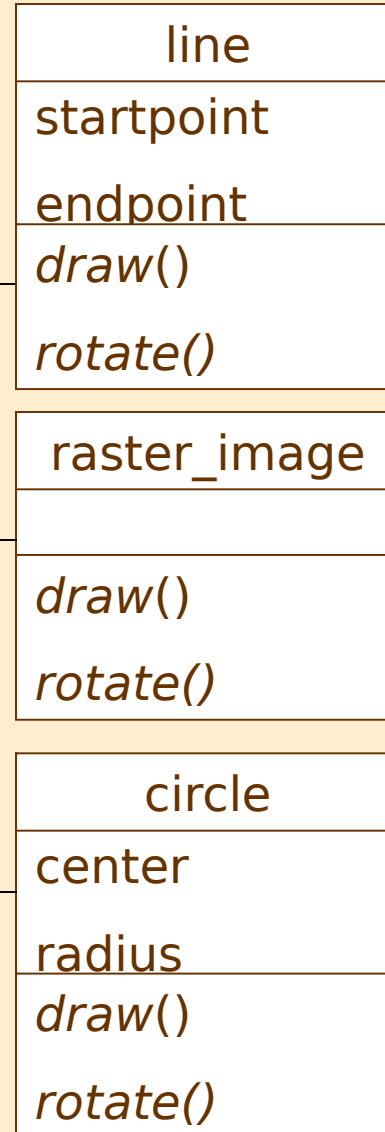 line
startpoint
endpoint
draw()
rotate()
raster_image
draw()
rotate()
circle
center
radius
draw()
rotate()